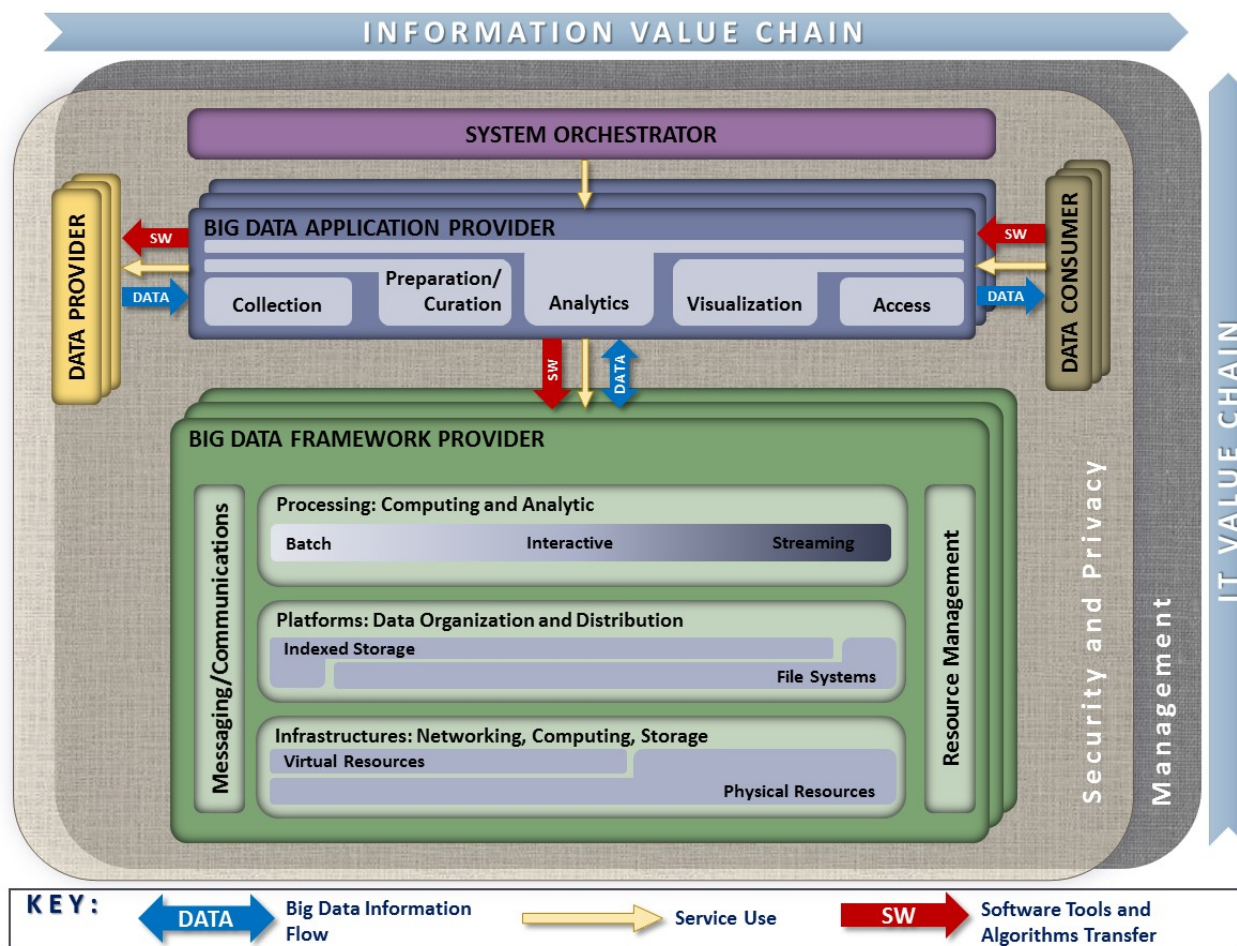 INFORMATION VALUE CHAIN
SYSTEM ORCHESTRATOR
DATA PROVIDER
SW
DATA
BIG DATA APPLICATION PROVIDER
Collection
Preparation/
Curation
Analytics
Visualization
Access
SW
DATA
DATA CONSUMER
SW
DATA
BIG DATA FRAMEWORK PROVIDER
Messaging/Communications
Processing: Computing and Analytic
Batch
Interactive
Streaming
Platforms: Data Organization and Distribution
Indexed Storage
File Systems
Infrastructures: Networking, Computing, Storage
Virtual Resources
Physical Resources
Resource Management
Security and Privacy
Management
IT VALUE CHAIN
KEY:
DATA
Big Data Information
Flow
Service Use
SW
Software Tools and
Algorithms Transfer